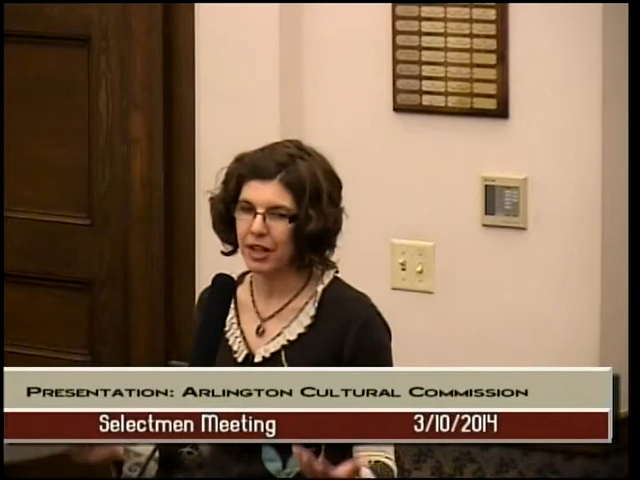 Presentation: Arlington Cultural Commission
Selectmen Meeting 3/10/2014